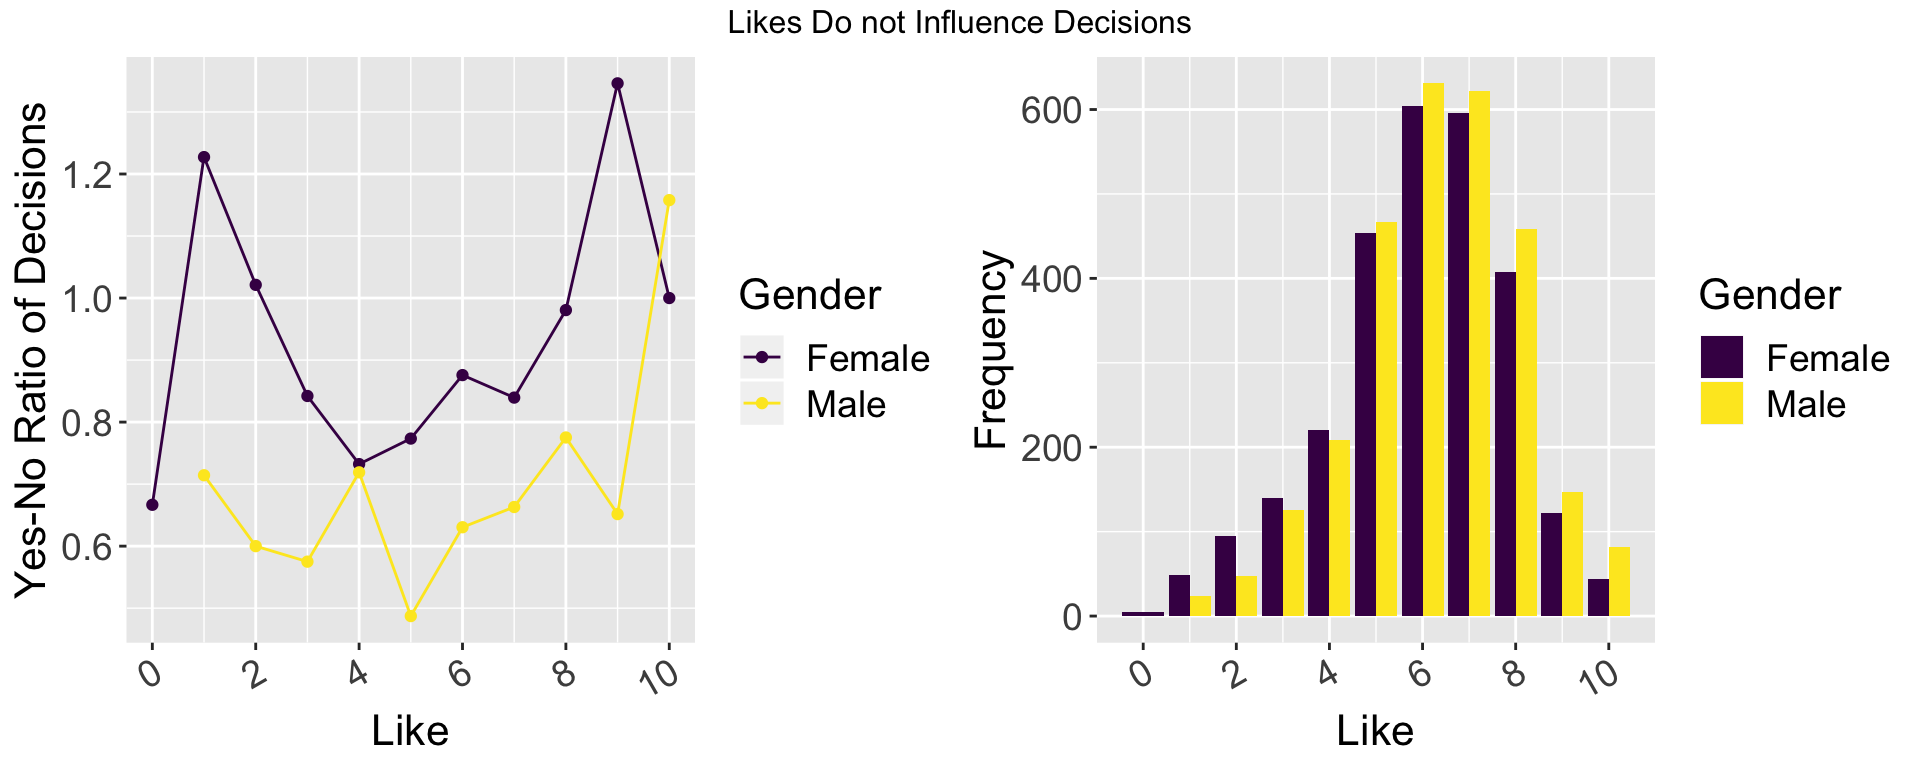 Likes Do not Influence Decisions
Yes-No Ratio of Decisions
1.2
1.0
0.8
0.6
0
2
4
6
8
10
Like
Gender
Female
Male
Frequency
600
400
200
0
0
2
4
6
8
10
Like
Gender
Female
Male